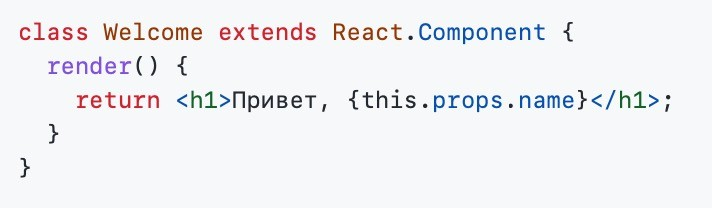 class Welcome extends React.Component {
  render() {
    return <h1>Привет, {this.props.name}</h1>;
  }
}